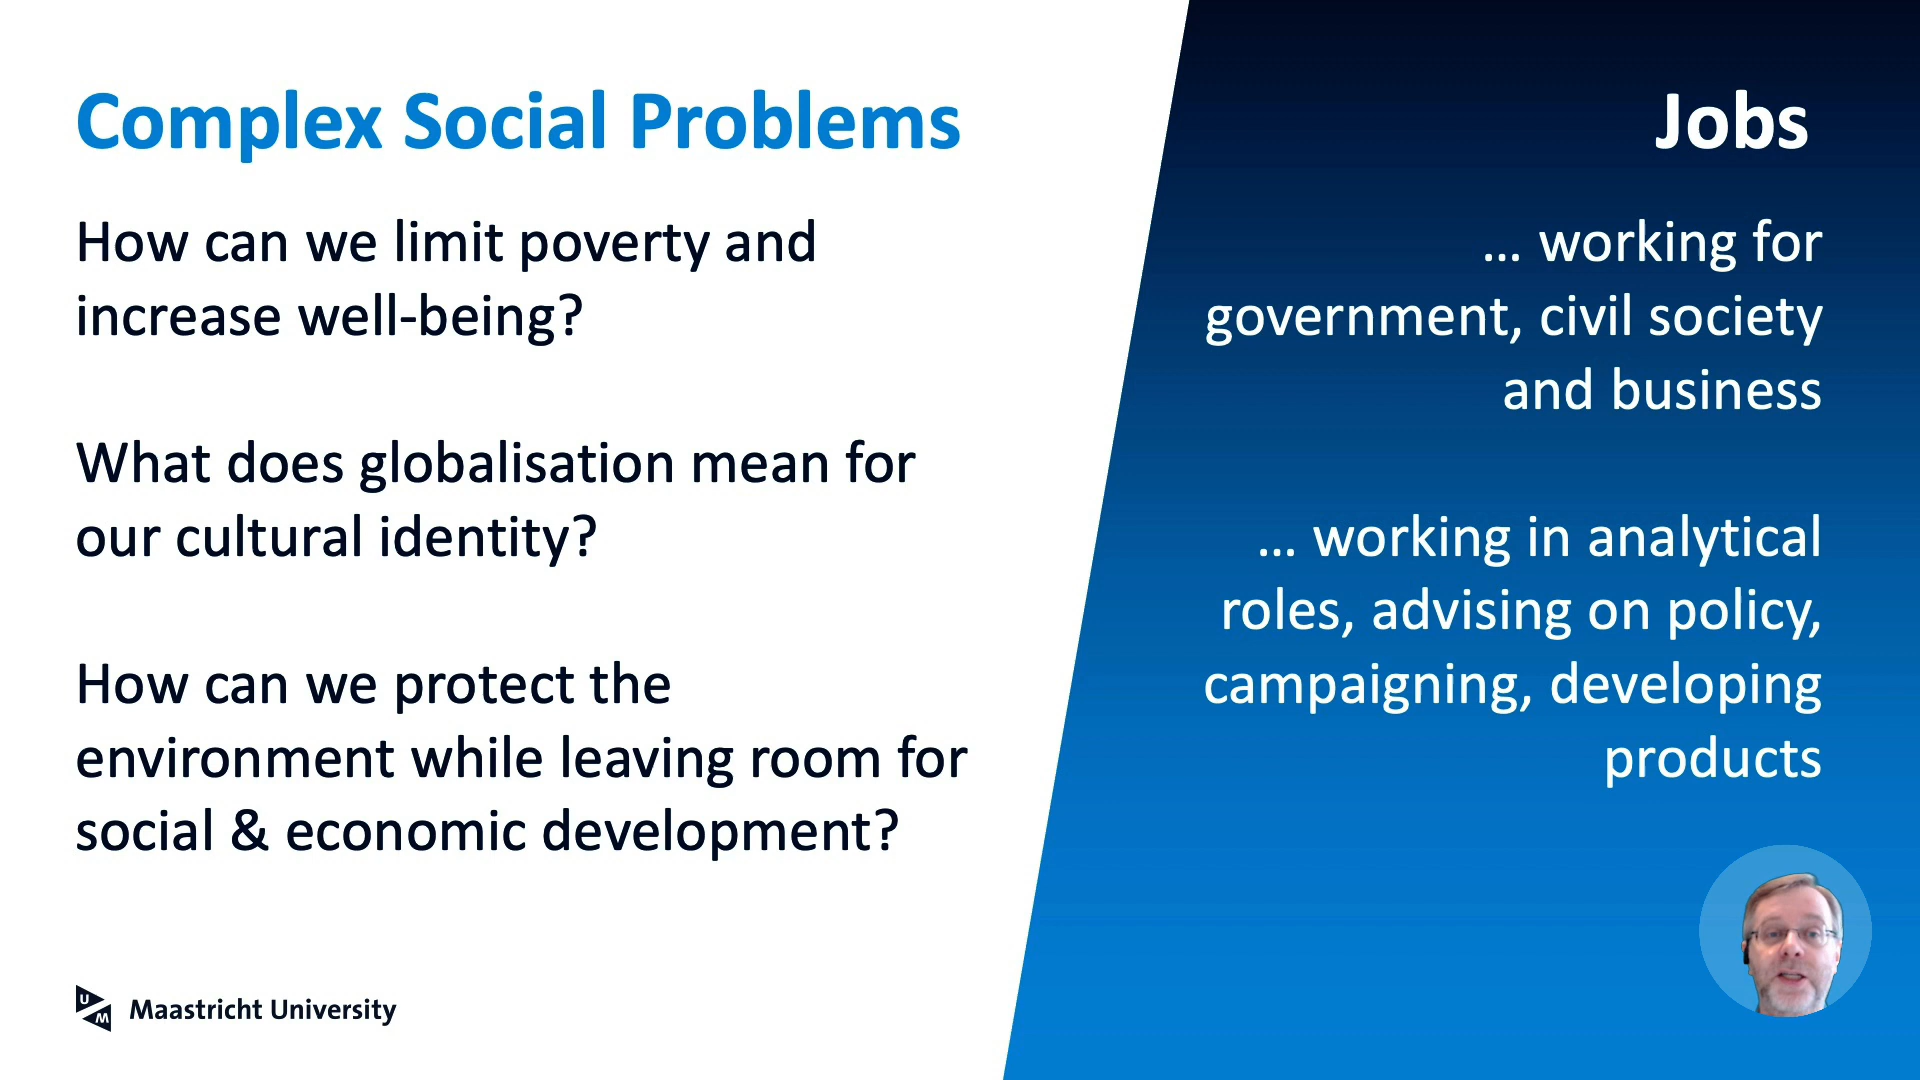 Complex Social Problems
How can we limit poverty and
increase well-being?
What does globalisation mean for
our cultural identity?
How can we protect the
environment while leaving room for
social & economic development?
Jobs
... working for
government, civil society
and business
... working in analytical
roles, advising on policy,
campaigning, developing
products
UM
Maastricht University